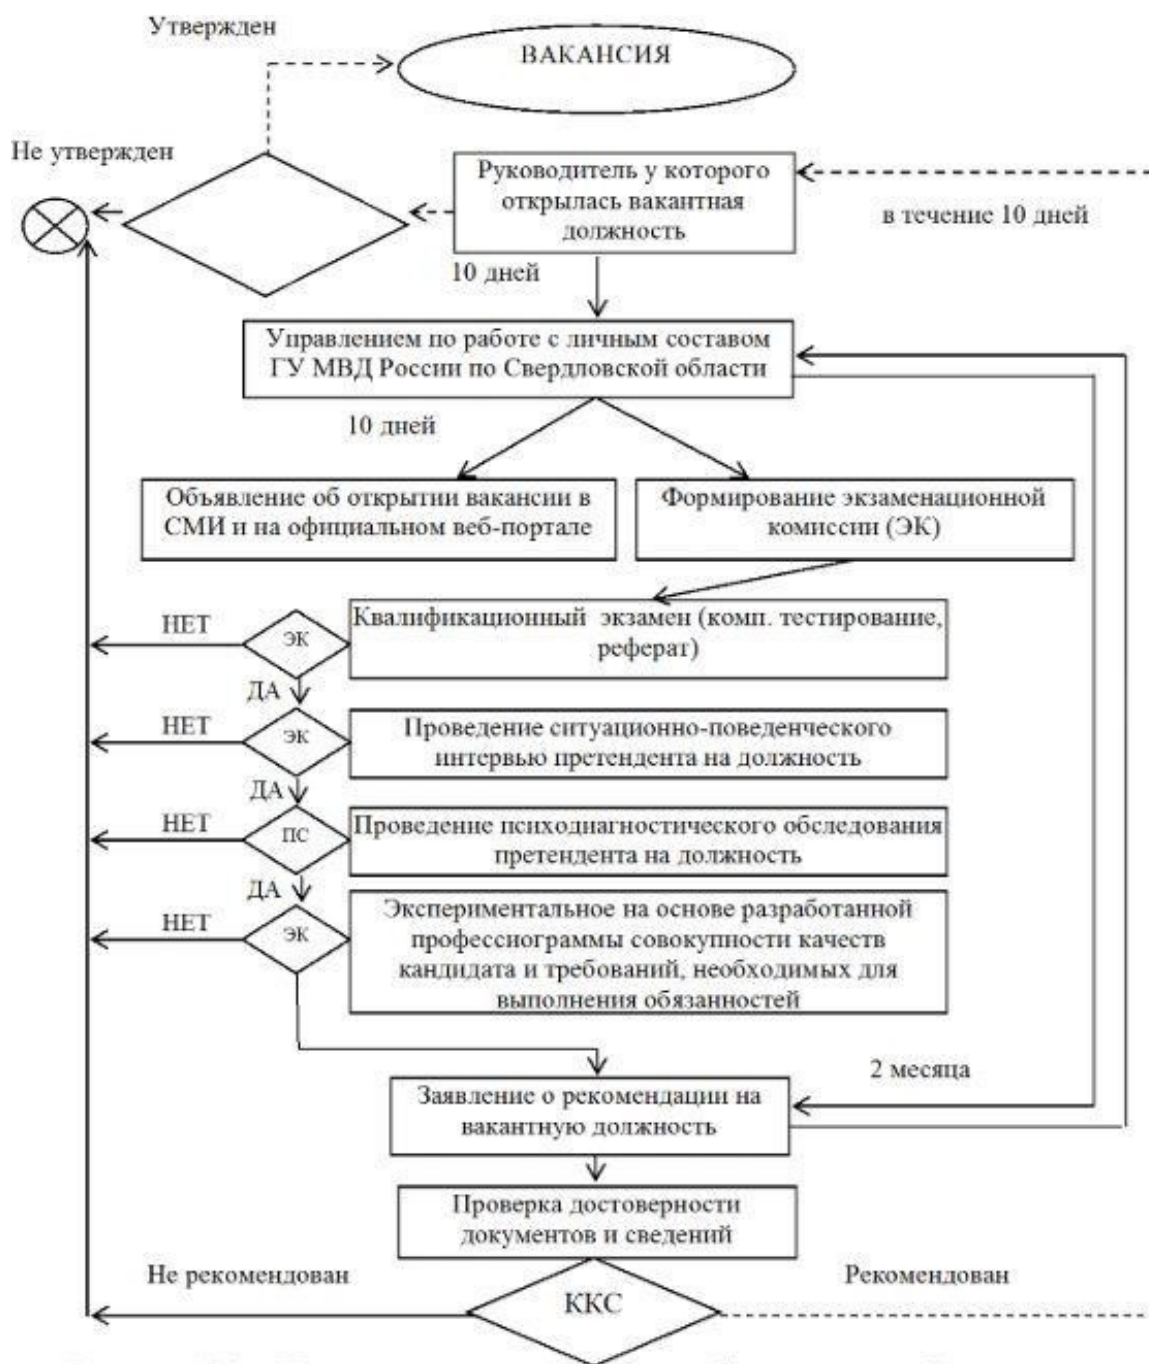 Утвержден
ВАКАНСИЯ
Не утвержден
Руководитель у которого
открылась вакантная
должность
в течение 10 дней
10 дней
Управлением по работе с личным составом
ГУ МВД России по Свердловской области
10 дней
Объявление об открытии вакансии в
СМИ и на официальном веб-портале
Формирование экзаменационной
комиссии (ЭК)
НЕТ
ЭК
Квалификационный экзамен (комп. тестирование,
реферат)
ДА
НЕТ
ЭК
Проведение ситуационно-поведенческого
интервью претендента на должность
ДА
НЕТ
ПС
Проведение психодиагностического обследования
претендента на должность
ДА
НЕТ
ЭК
Экспериментальное на основе разработанной
профессиограммы совокупности качеств
кандидата и требований, необходимых для
выполнения обязанностей
2 месяца
Заявление о рекомендации на
вакантную должность
Проверка достоверности
документов и сведений
Не рекомендован
ККС
Рекомендован